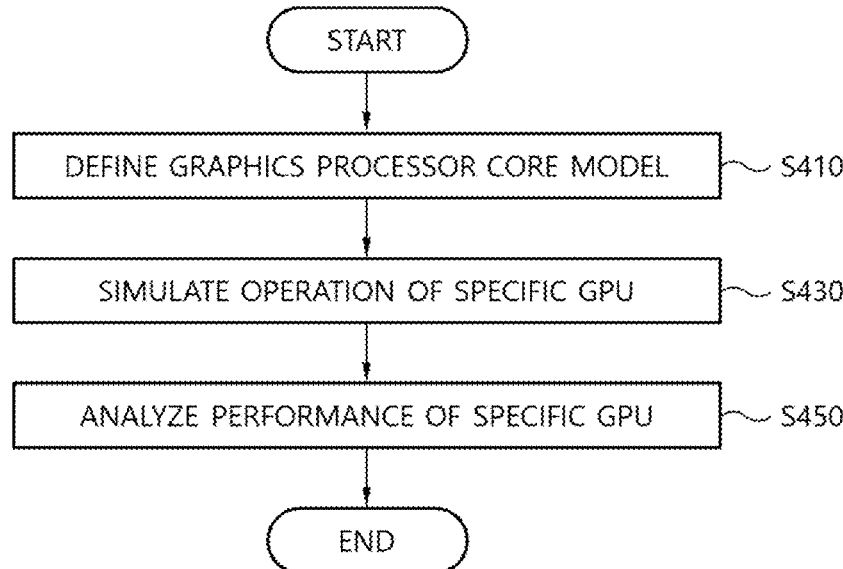 START
DEFINE GRAPHICS PROCESSOR CORE MODEL S410
SIMULATE OPERATION OF SPECIFIC GPU S430
ANALYZE PERFORMANCE OF SPECIFIC GPU S450
END